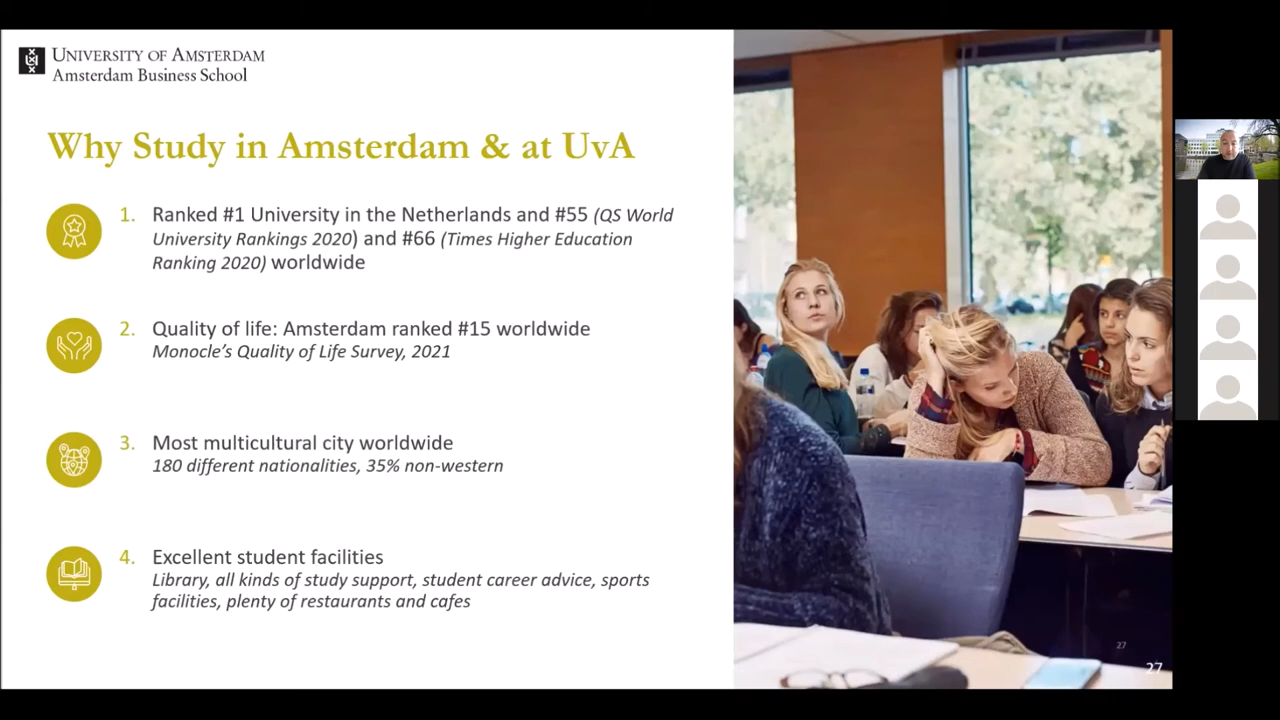 UNIVERSITY OF AMSTERDAM
Amsterdam Business School
Why Study in Amsterdam & at UvA
1. Ranked #1 University in the Netherlands and #55 (QS World
University Rankings 2020) and #66 (Times Higher Education
Ranking 2020) worldwide
2. Quality of life: Amsterdam ranked #15 worldwide
Monocle's Quality of Life Survey, 2021
3. Most multicultural city worldwide
180 different nationalities, 35% non-western
4. Excellent student facilities
Library, all kinds of study support, student career advice, sports
facilities, plenty of restaurants and cafes
27
27